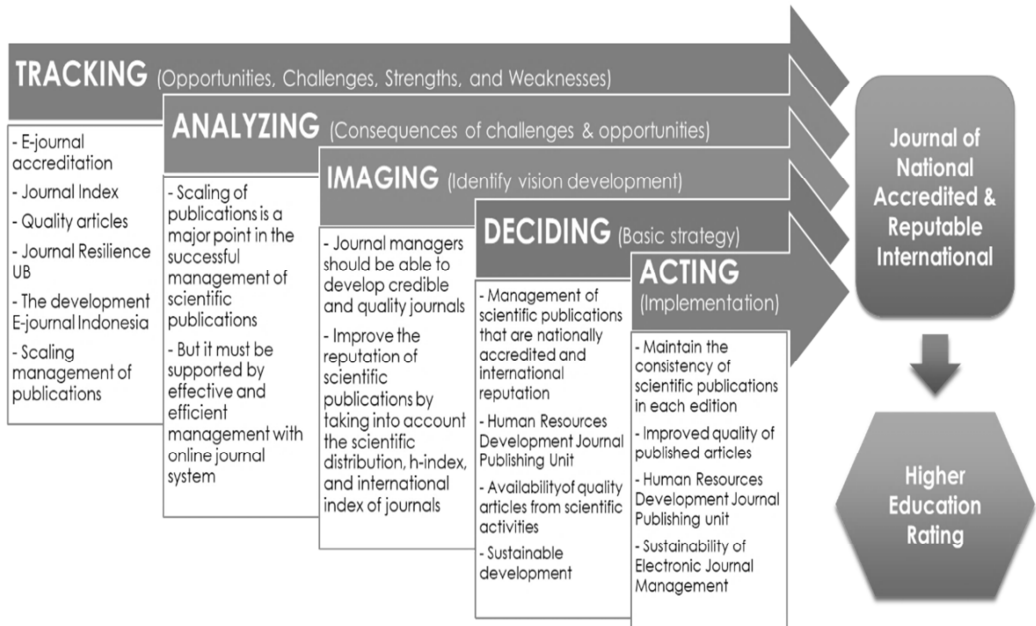 TRACKING (Opportunities, Challenges, Strengths, and Weaknesses)
- E-journal
accreditation
- Journal Index
- Quality articles
- Journal Resilience
UB
- The development
E-journal Indonesia
- Scaling
management of
publications
ANALYZING (Consequences of challenges & opportunities)
- Scaling of
publications is a
major point in the
successful
management of
scientific
publications
- But it must be
supported by
effective and
efficient
management with
online journal
system
IMAGING (Identify vision development)
- Journal managers
should be able to
develop credible
and quality journals
- Improve the
reputation of
scientific
publications by
taking into account
the scientific
distribution, h-index,
and international
index of journals
DECIDING (Basic strategy)
- Management of
scientific publications
that are nationally
accredited and
international
reputation
- Human Resources
Development Journal
Publishing Unit
- Availabilityof quality
articles from scientific
activities
- Sustainable
development
ACTING
(Implementation)
- Maintain the
consistency of
scientific publications
in each edition
- Improved quality of
published articles
- Human Resources
Development Journal
Publishing unit
- Sustainability of
Electronic Journal
Management
Journal of
National
Accredited &
Reputable
International
Higher
Education
Rating